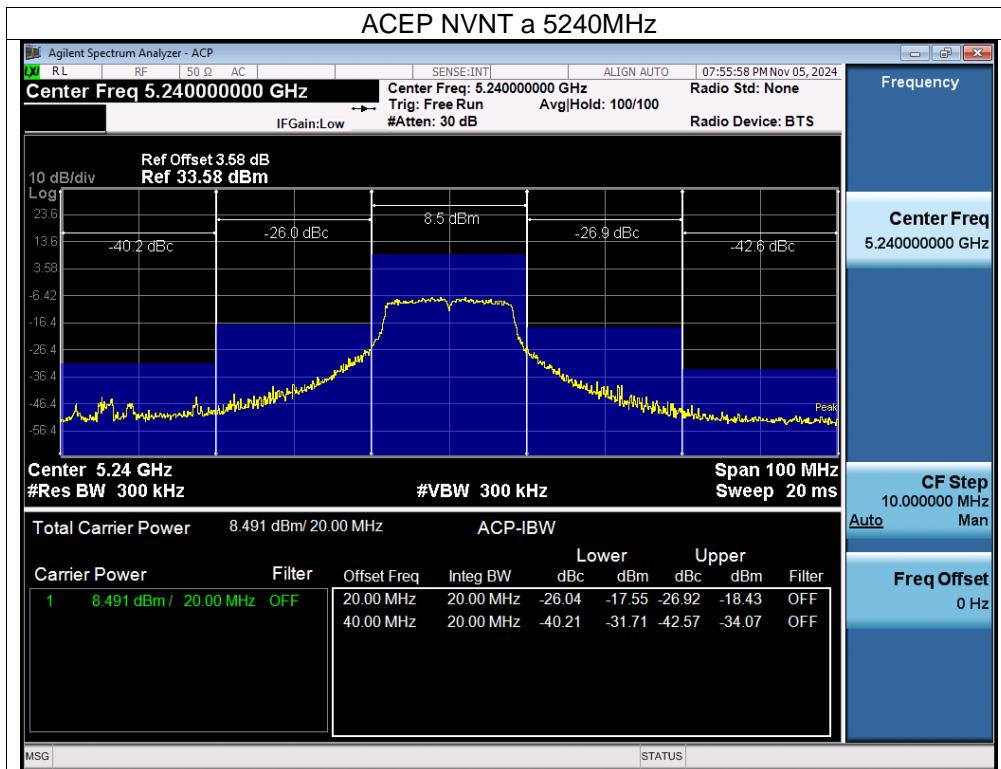 ACEP NVNT a 5240MHz
Agilent Spectrum Analyzer - ACP
LXI RL RF 50 Ω AC SENSE:INT ALIGN AUTO 07:55:58 PM Nov 05, 2024
Center Freq 5.240000000 GHz
Center Freq: 5.240000000 GHz
Radio Std: None
Trig: Free Run Avg|Hold: 100/100
IFGain:Low #Atten: 30 dB Radio Device: BTS
Frequency
Ref Offset 3.58 dB
10 dB/div Ref 33.58 dBm
Log
23.6
13.6
3.58
-6.42
-16.4
-26.4
-36.4
-46.4
-56.4
-40.2 dBc
-26.0 dBc
8.5 dBm
-26.9 dBc
-42.6 dBc
Peak
Center 5.24 GHz Span 100 MHz
#Res BW 300 kHz #VBW 300 kHz Sweep 20 ms
Total Carrier Power 8.491 dBm/ 20.00 MHz ACP-IBW
Lower Upper
Carrier Power Filter Offset Freq Integ BW dBc dBm dBc dBm Filter
1 8.491 dBm / 20.00 MHz OFF 20.00 MHz 20.00 MHz -26.04 -17.55 -26.92 -18.43 OFF
40.00 MHz 20.00 MHz -40.21 -31.71 -42.57 -34.07 OFF
Center Freq
5.240000000 GHz
CF Step
10.000000 MHz
Auto Man
Freq Offset
0 Hz
MSG STATUS